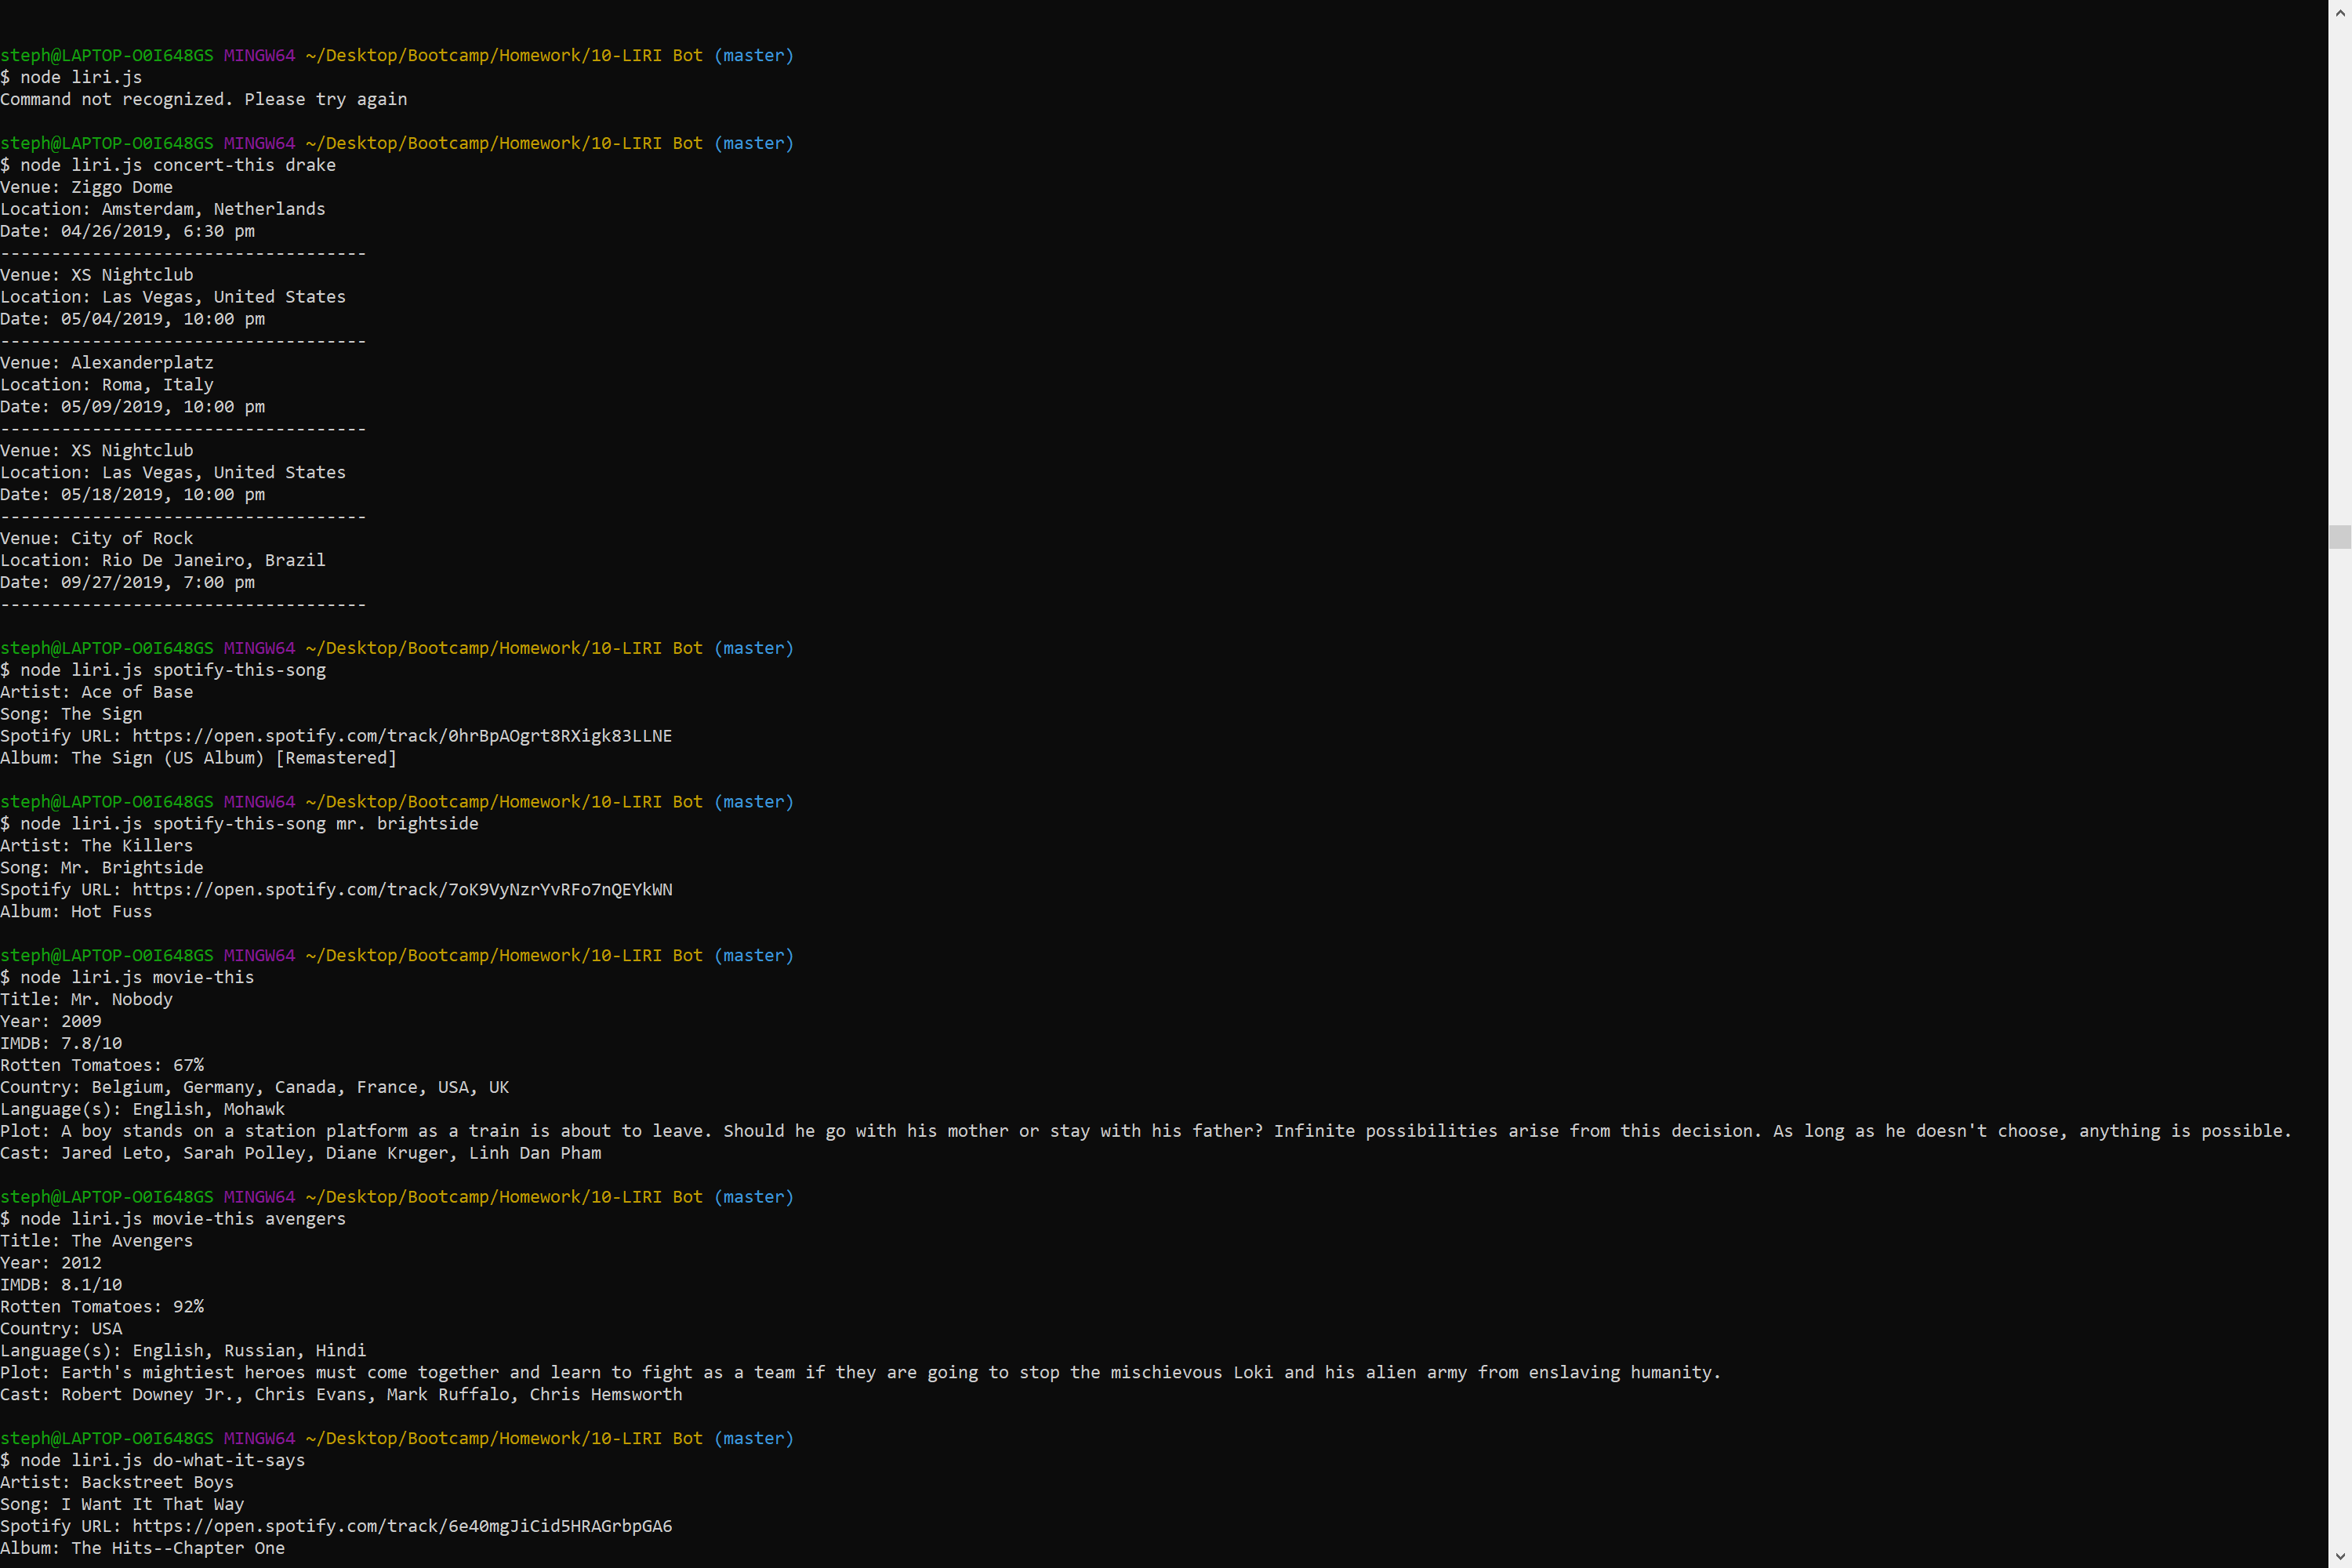 steph@LAPTOP-O0I648GS MINGW64 ~/Desktop/Bootcamp/Homework/10-LIRI Bot (master)
$ node liri.js
Command not recognized. Please try again
steph@LAPTOP-O0I648GS MINGW64 ~/Desktop/Bootcamp/Homework/10-LIRI Bot (master)
$ node liri.js concert-this drake
Venue: Ziggo Dome
Location: Amsterdam, Netherlands
Date: 04/26/2019, 6:30 pm
------------------------------------
Venue: XS Nightclub
Location: Las Vegas, United States
Date: 05/04/2019, 10:00 pm
------------------------------------
Venue: Alexanderplatz
Location: Roma, Italy
Date: 05/09/2019, 10:00 pm
------------------------------------
Venue: XS Nightclub
Location: Las Vegas, United States
Date: 05/18/2019, 10:00 pm
------------------------------------
Venue: City of Rock
Location: Rio De Janeiro, Brazil
Date: 09/27/2019, 7:00 pm
------------------------------------
steph@LAPTOP-O0I648GS MINGW64 ~/Desktop/Bootcamp/Homework/10-LIRI Bot (master)
$ node liri.js spotify-this-song
Artist: Ace of Base
Song: The Sign
Spotify URL: https://open.spotify.com/track/0hrBpAOgrt8RXigk83LLNE
Album: The Sign (US Album) [Remastered]
steph@LAPTOP-O0I648GS MINGW64 ~/Desktop/Bootcamp/Homework/10-LIRI Bot (master)
$ node liri.js spotify-this-song mr. brightside
Artist: The Killers
Song: Mr. Brightside
Spotify URL: https://open.spotify.com/track/7oK9VyNzrYvRFo7nQEYkWN
Album: Hot Fuss
steph@LAPTOP-O0I648GS MINGW64 ~/Desktop/Bootcamp/Homework/10-LIRI Bot (master)
$ node liri.js movie-this
Title: Mr. Nobody
Year: 2009
IMDB: 7.8/10
Rotten Tomatoes: 67%
Country: Belgium, Germany, Canada, France, USA, UK
Language(s): English, Mohawk
Plot: A boy stands on a station platform as a train is about to leave. Should he go with his mother or stay with his father? Infinite possibilities arise from this decision. As long as he doesn't choose, anything is possible.
Cast: Jared Leto, Sarah Polley, Diane Kruger, Linh Dan Pham
steph@LAPTOP-O0I648GS MINGW64 ~/Desktop/Bootcamp/Homework/10-LIRI Bot (master)
$ node liri.js movie-this avengers
Title: The Avengers
Year: 2012
IMDB: 8.1/10
Rotten Tomatoes: 92%
Country: USA
Language(s): English, Russian, Hindi
Plot: Earth's mightiest heroes must come together and learn to fight as a team if they are going to stop the mischievous Loki and his alien army from enslaving humanity.
Cast: Robert Downey Jr., Chris Evans, Mark Ruffalo, Chris Hemsworth
steph@LAPTOP-O0I648GS MINGW64 ~/Desktop/Bootcamp/Homework/10-LIRI Bot (master)
$ node liri.js do-what-it-says
Artist: Backstreet Boys
Song: I Want It That Way
Spotify URL: https://open.spotify.com/track/6e40mgJiCid5HRAGrbpGA6
Album: The Hits--Chapter One